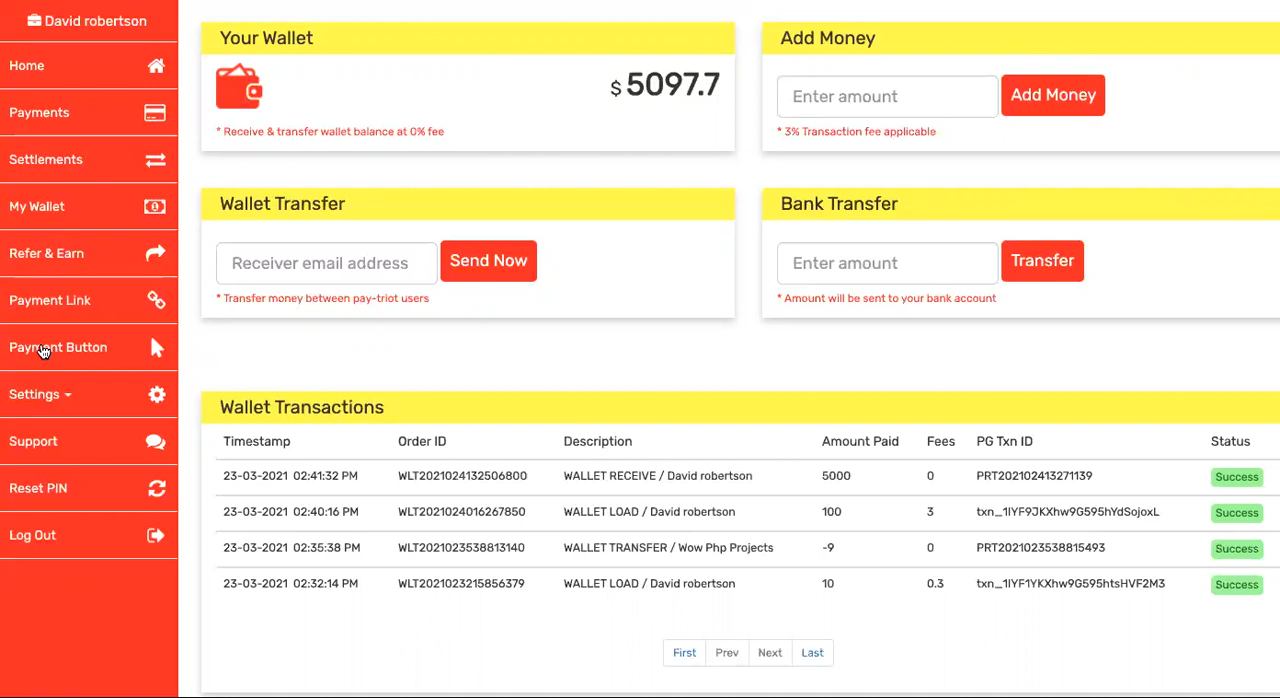 David robertson
Home
Payments
Settlements
My Wallet
Refer & Earn
Payment Link
Payment Button
Settings
Support
Reset PIN
Log Out
Your Wallet
$ 5097.7
* Receive & transfer wallet balance at 0% fee
Add Money
Enter amount Add Money
* 3% Transaction fee applicable
Wallet Transfer
Receiver email address Send Now
* Transfer money between pay-triot users
Bank Transfer
Enter amount Transfer
* Amount will be sent to your bank account
Wallet Transactions
Timestamp Order ID Description Amount Paid Fees PG Txn ID Status
23-03-2021 02:41:32 PM WLT2021024132506800 WALLET RECEIVE / David robertson 5000 0 PRT202102413271139 Success
23-03-2021 02:40:16 PM WLT2021024016267850 WALLET LOAD / David robertson 100 3 txn_1IYF9JKXhw9G595hYdSojoxL Success
23-03-2021 02:35:38 PM WLT2021023538813140 WALLET TRANSFER / Wow Php Projects -9 0 PRT2021023538815493 Success
23-03-2021 02:32:14 PM WLT2021023215856379 WALLET LOAD / David robertson 10 0.3 txn_1IYF1YKXhw9G595htsHVF2M3 Success
First Prev Next Last